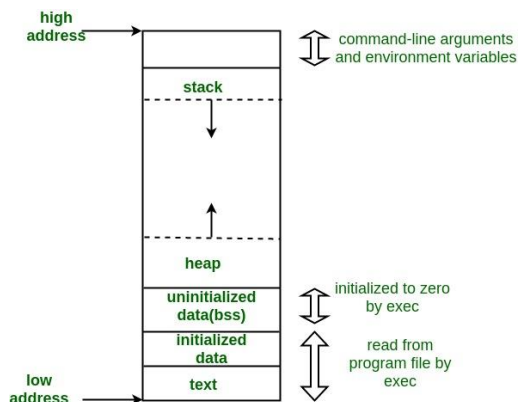 high
address
command-line arguments
and environment variables
stack
heap
uninitialized
data(bss)
initialized to zero
by exec
initialized
data
read from
program file by
exec
text
low
address